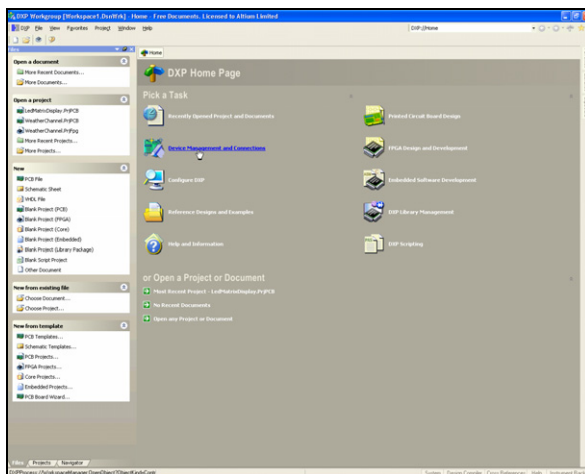 DXP Workgroup [Workspace1.DsnWrk] - Home - Free Documents. Licensed to Altium Limited
DXP File View Favorites Project Window Help
DXP://Home
Files
Home
Open a document
More Recent Documents...
More Documents...
Open a project
LedMatrixDisplay.PrjPCB
WeatherChannel.PrjPCB
WeatherChannel.PrjFpg
More Recent Projects...
More Projects...
New
PCB File
Schematic Sheet
VHDL File
Blank Project (PCB)
Blank Project (FPGA)
Blank Project (Core)
Blank Project (Embedded)
Blank Project (Library Package)
Blank Script Project
Other Document
New from existing file
Choose Document...
Choose Project...
New from template
PCB Templates...
Schematic Templates...
PCB Projects...
FPGA Projects...
Core Projects...
Embedded Projects...
PCB Board Wizard...
Files Projects Navigator
DXP Home Page
Pick a Task
Recently Opened Project and Documents
Device Management and Connections
Configure DXP
Reference Designs and Examples
Help and Information
Printed Circuit Board Design
FPGA Design and Development
Embedded Software Development
DXP Library Management
DXP Scripting
or Open a Project or Document
Most Recent Project - LedMatrixDisplay.PrjPCB
No Recent Documents
Open any Project or Document
System Design Compiler Cross References Help